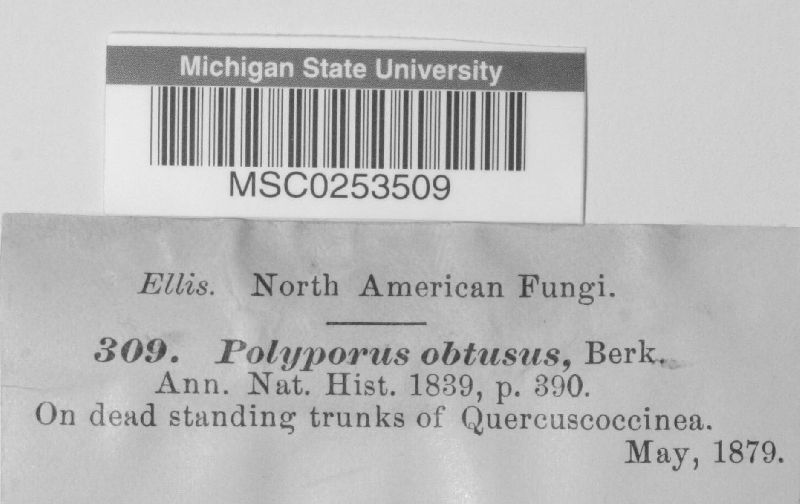 Michigan State University
MSC0253509
Ellis. North American Fungi.
309. Polyporus obtusus, Berk.
Ann. Nat. Hist. 1839, p. 390.
On dead standing trunks of Quercuscoccinea.
May, 1879.